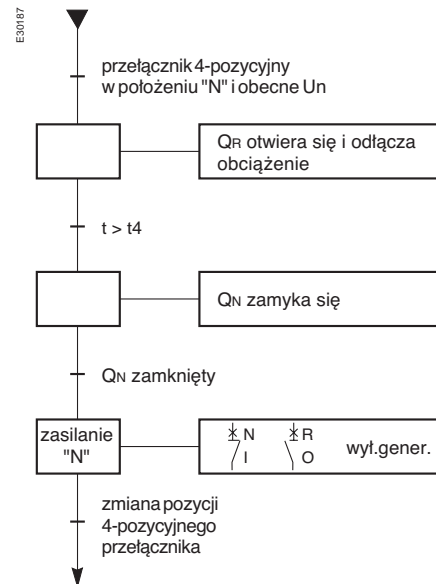 E30187
przełącznik 4-pozycyjny
w położeniu "N" i obecne Un
QR otwiera się i odłącza
obciążenie
t > t4
QN zamyka się
QN zamknięty
zasilanie
"N"
N R
I O
wył.gener.
zmiana pozycji
4-pozycyjnego
przełącznika